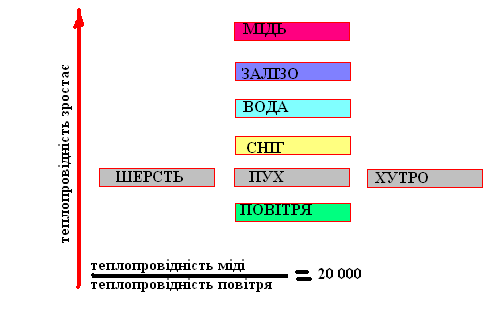 МІДЬ
ЗАЛІЗО
ВОДА
СНІГ
ШЕРСТЬ ПУХ ХУТРО
ПОВІТРЯ
теплопровідність зростає
теплопровідність міді
теплопровідність повітря
= 20 000